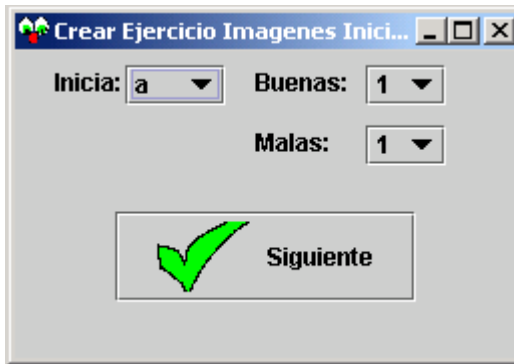 Crear Ejercicio Imagenes Inici...
Inicia: a Buenas: 1
Malas: 1
Siguiente